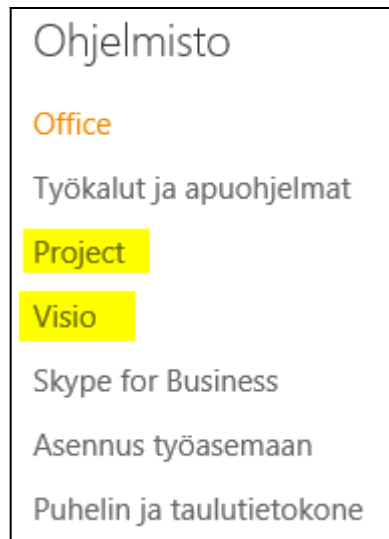 Ohjelmisto
Office
Työkalut ja apuohjelmat
Project
Visio
Skype for Business
Asennus työasemaan
Puhelin ja taulutietokone